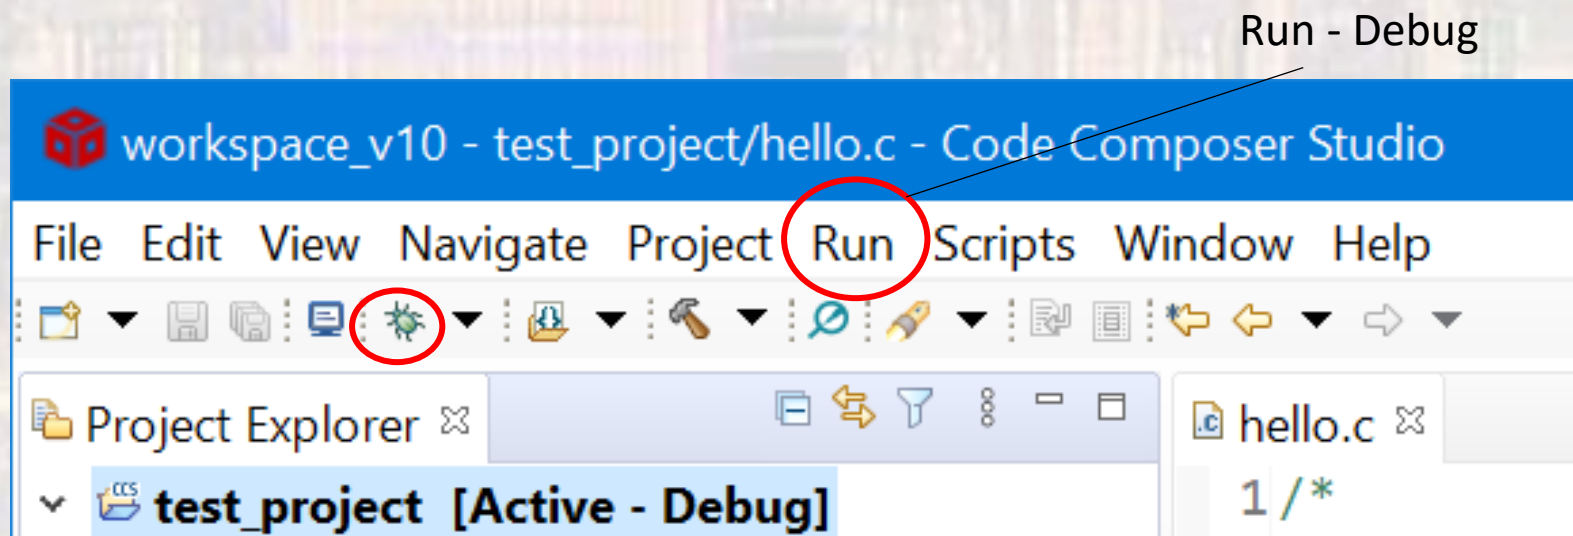 Run - Debug
workspace_v10 - test_project/hello.c - Code Composer Studio
File Edit View Navigate Project Run Scripts Window Help
Project Explorer
hello.c
CCS test_project [Active - Debug]
1 /*